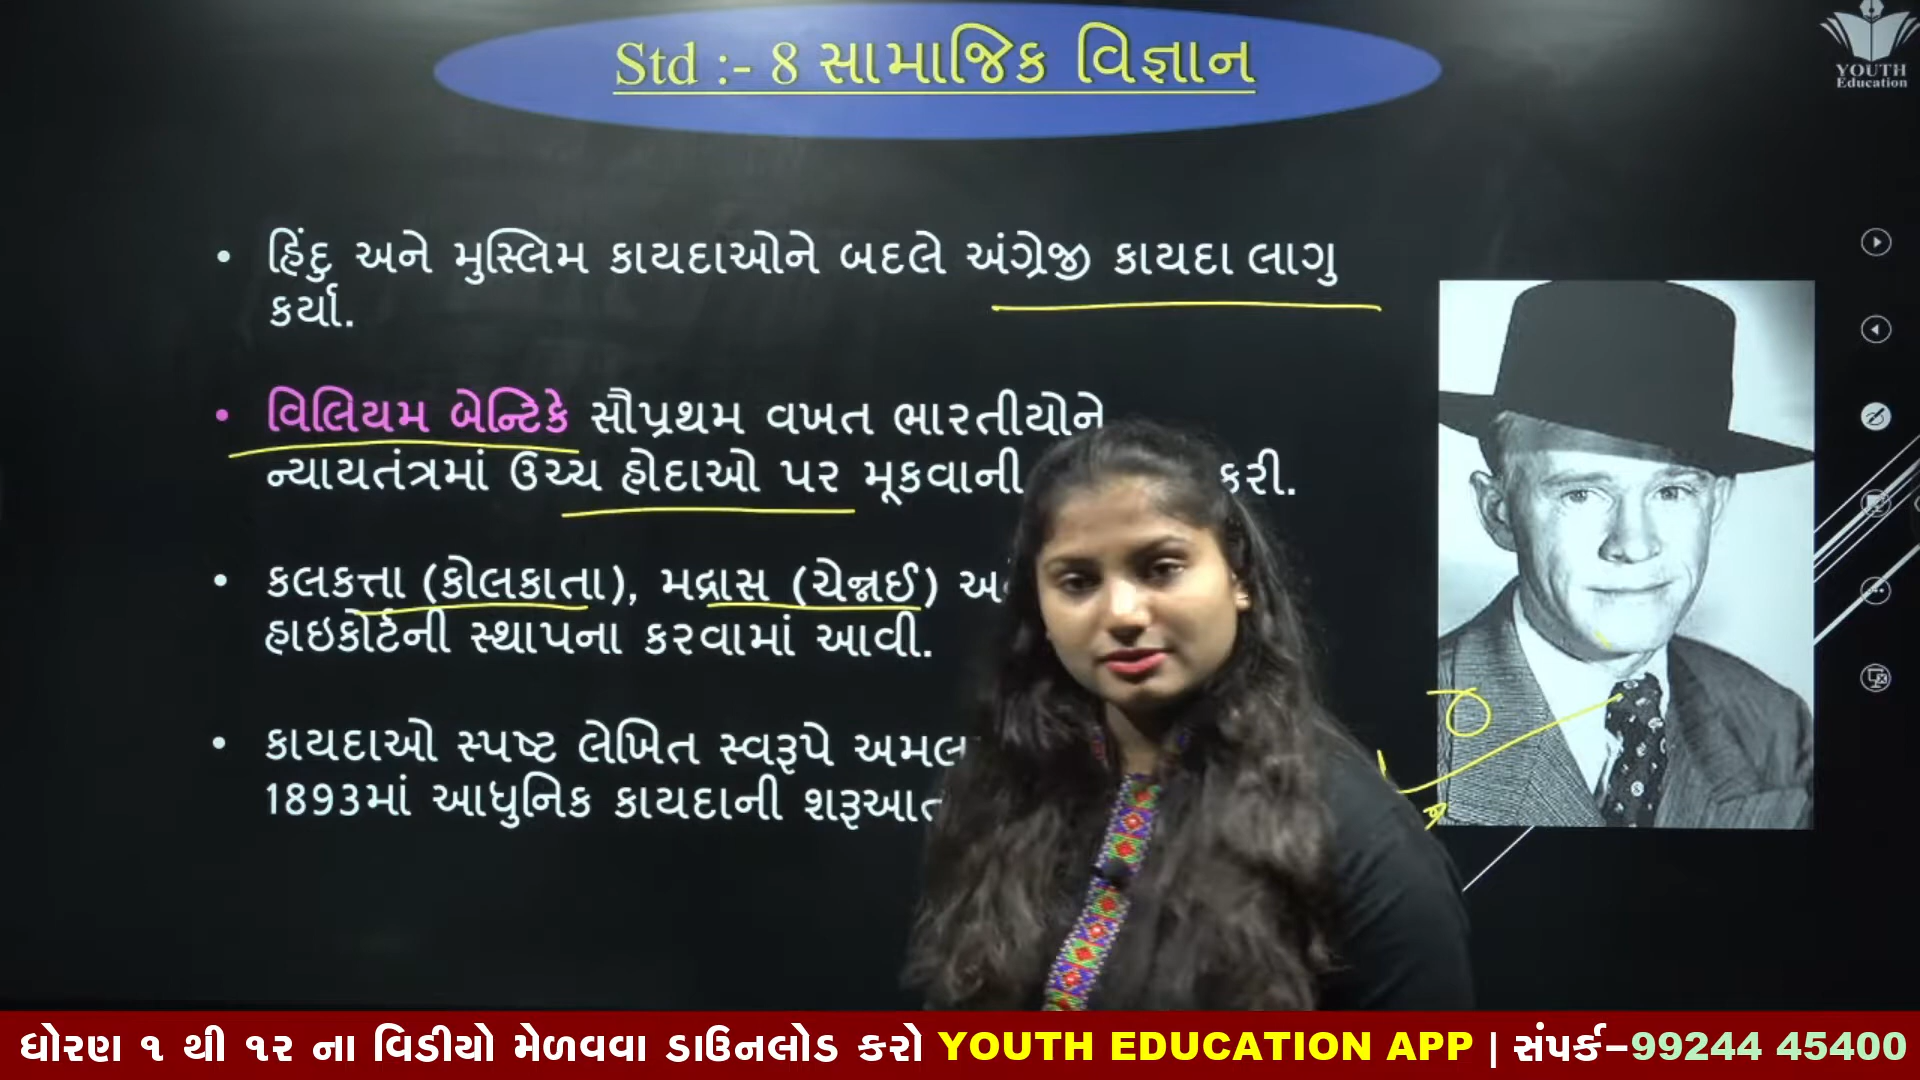 Std :- 8 સામાજિક વિજ્ઞાન
YOUTH
Education
• હિંદુ અને મુસ્લિમ કાયદાઓને બદલે અંગ્રેજી કાયદા લાગુ
કર્યા.
• વિલિયમ બેન્ટિકે સૌપ્રથમ વખત ભારતીયોને
ન્યાયતંત્રમાં ઉચ્ચ હોદાઓ પર મૂકવાની કરી.
• કલકત્તા (કોલકાતા), મદ્રાસ (ચેન્નઈ)
હાઇકોર્ટની સ્થાપના કરવામાં આવી.
• કાયદાઓ સ્પષ્ટ લેખિત સ્વરૂપે
1893માં આધુનિક કાયદાની
ધોરણ ૧ થી ૧૨ ના વિડીયો મેળવવા ડાઉનલોડ કરો YOUTH EDUCATION APP | સંપર્ક-99244 45400